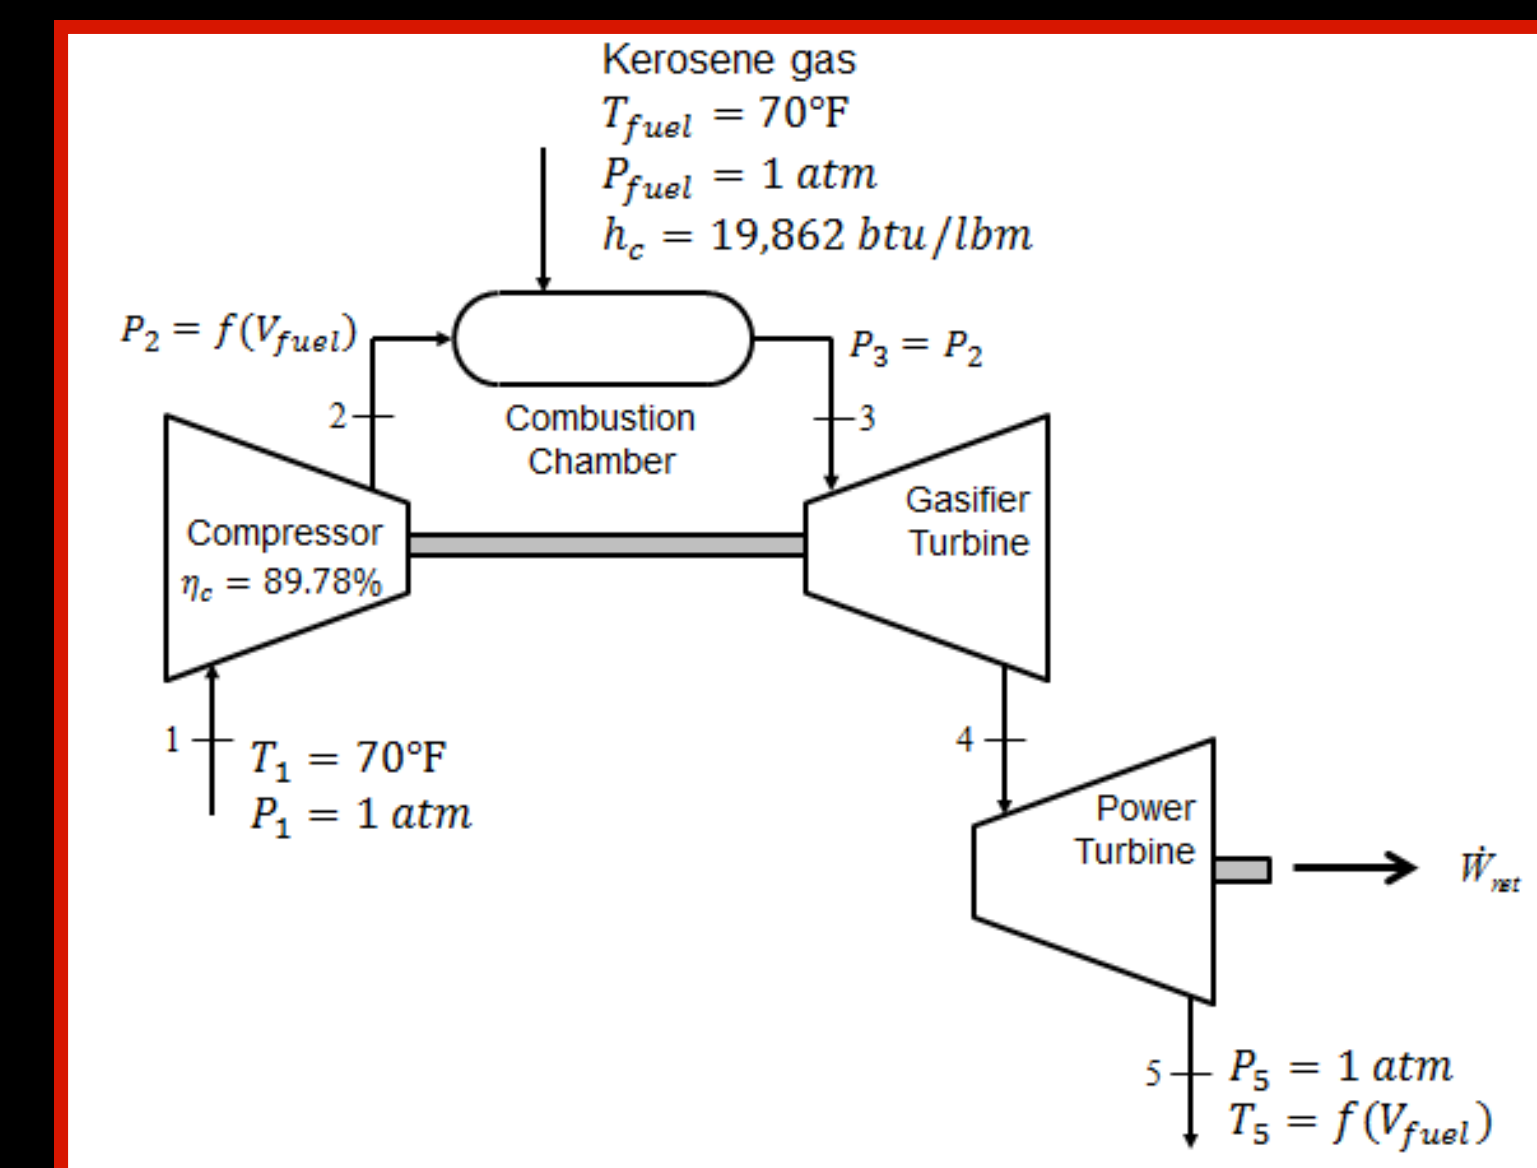 Kerosene gas
T_fuel = 70°F
P_fuel = 1 atm
h_c = 19,862 btu/lbm
P_2 = f(V_fuel)
P_3 = P_2
2
3
Combustion
Chamber
Compressor
η_c = 89.78%
Gasifier
Turbine
1
T_1 = 70°F
P_1 = 1 atm
4
Power
Turbine
Ẇ_net
5
P_5 = 1 atm
T_5 = f(V_fuel)